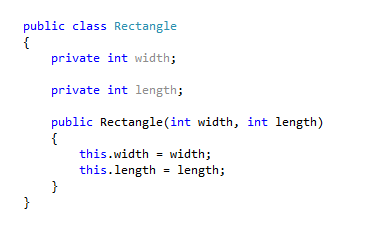 public class Rectangle
{
    private int width;

    private int length;

    public Rectangle(int width, int length)
    {
        this.width = width;
        this.length = length;
    }
}